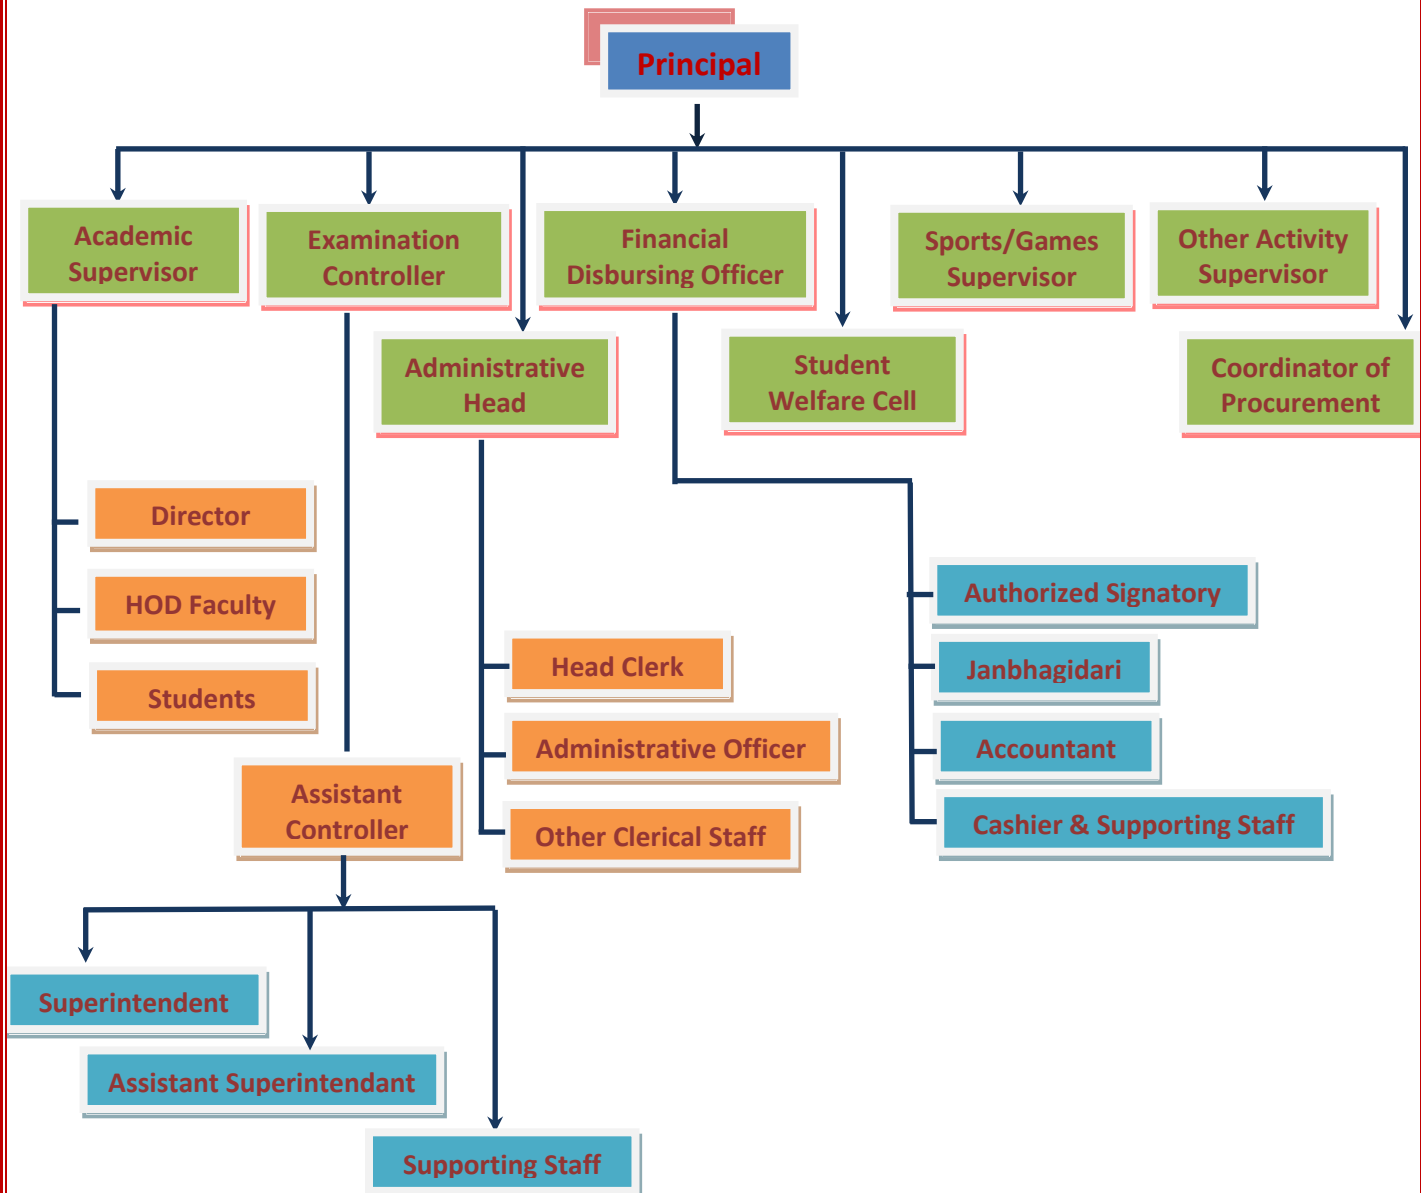 Principal
Academic
Supervisor
Examination
Controller
Financial
Disbursing Officer
Sports/Games
Supervisor
Other Activity
Supervisor
Administrative
Head
Student
Welfare Cell
Coordinator of
Procurement
Director
HOD Faculty
Students
Head Clerk
Administrative Officer
Other Clerical Staff
Authorized Signatory
Janbhagidari
Accountant
Cashier & Supporting Staff
Assistant
Controller
Superintendent
Assistant Superintendant
Supporting Staff